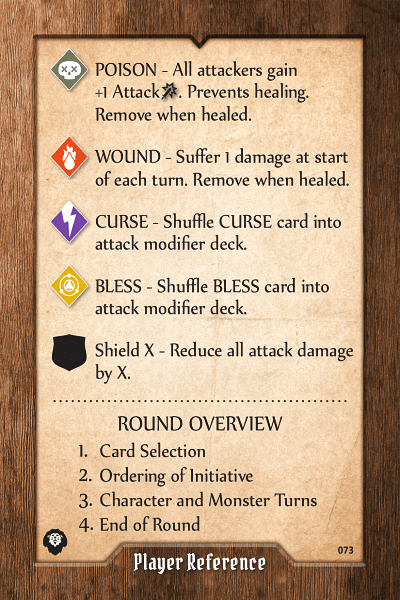 POISON - All attackers gain
+1 Attack. Prevents healing.
Remove when healed.
WOUND - Suffer 1 damage at start
of each turn. Remove when healed.
CURSE - Shuffle CURSE card into
attack modifier deck.
BLESS - Shuffle BLESS card into
attack modifier deck.
Shield X - Reduce all attack damage
by X.
ROUND OVERVIEW
1. Card Selection
2. Ordering of Initiative
3. Character and Monster Turns
4. End of Round
073
Player Reference